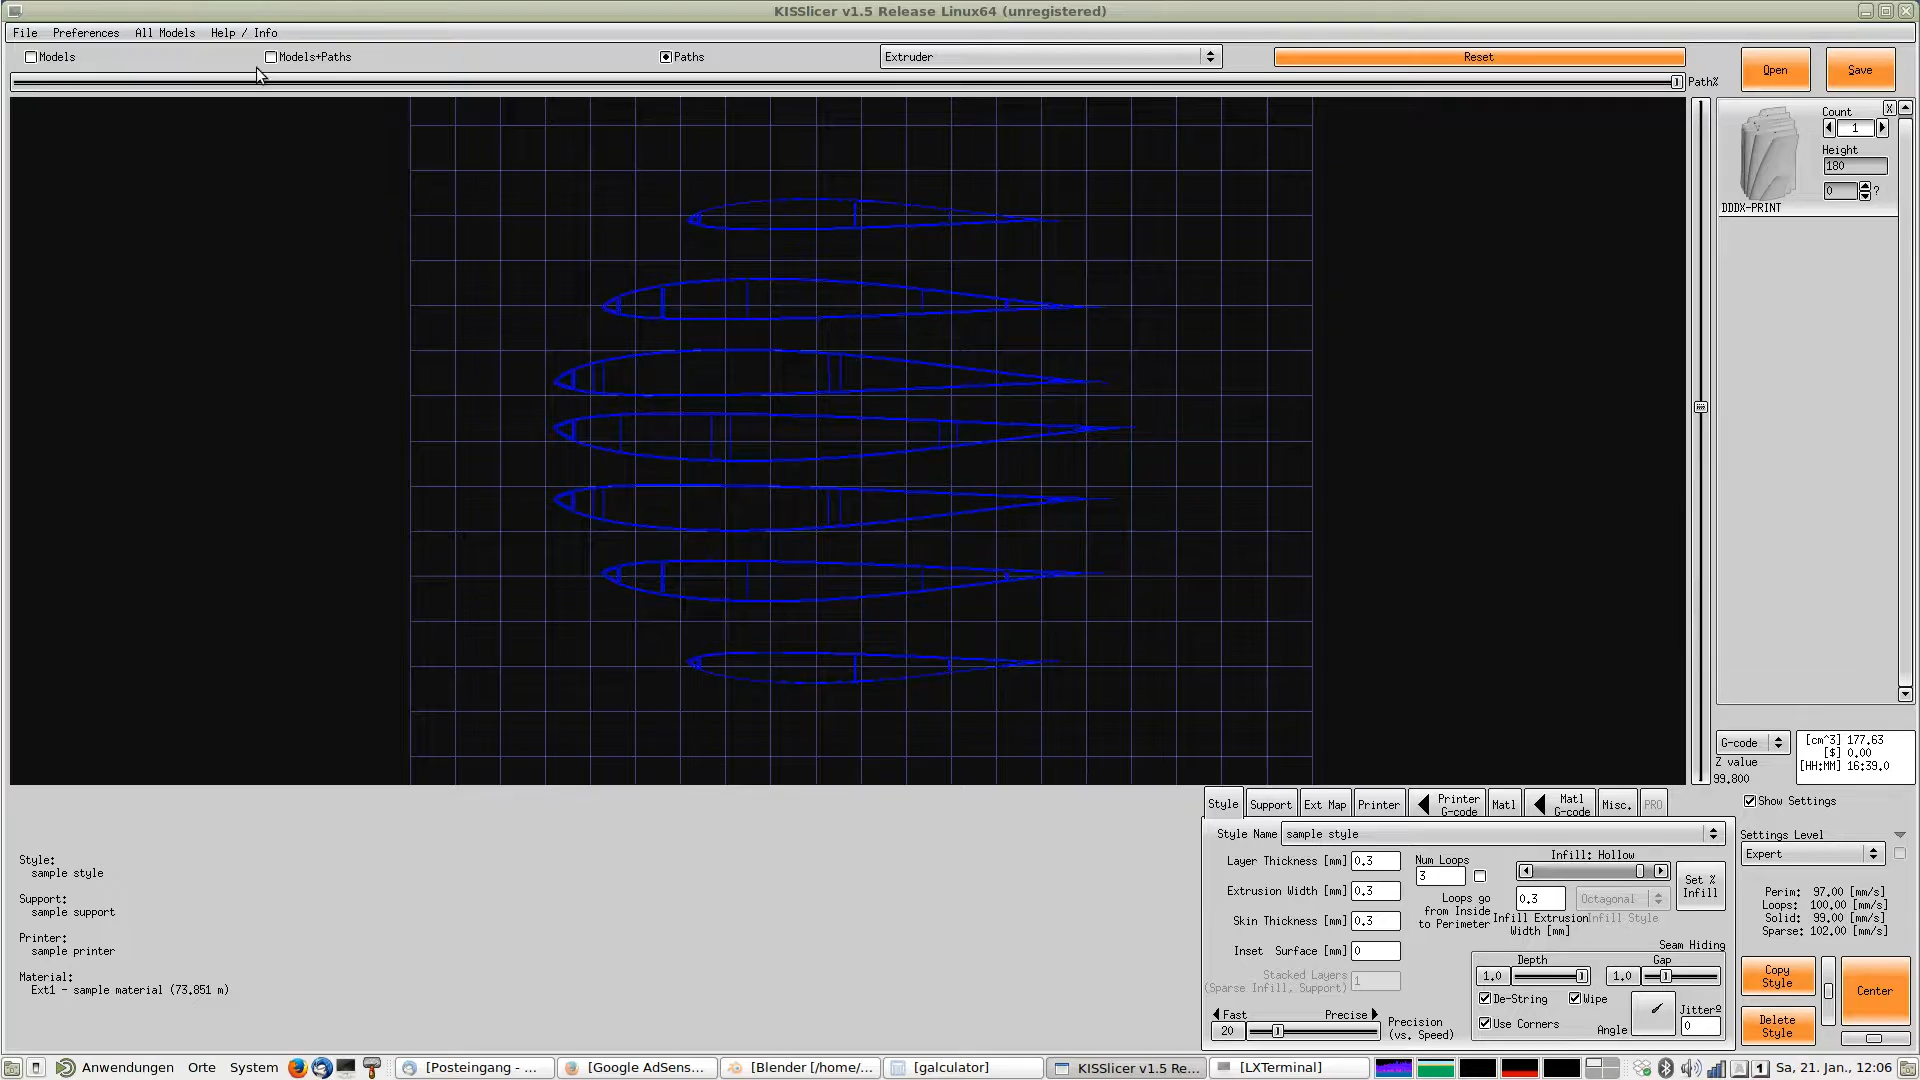 KISSlicer v1.5 Release Linux64 (unregistered)
File Preferences All Models Help / Info
Models Models+Paths Paths Extruder Reset Open Save
Path%
Count
1
Height
180
0 ?
DDDX-PRINT
G-code
Z value
99.800
[cm^3] 177.63
[$] 0.00
[HH:MM] 16:39.0
Style Support Ext Map Printer Printer G-code Matl Matl G-code Misc. PRO
Show Settings
Style Name sample style
Settings Level
Expert
Layer Thickness [mm] 0.3
Extrusion Width [mm] 0.3
Skin Thickness [mm] 0.3
Inset Surface [mm] 0
Stacked Layers
(Sparse Infill, Support) 1
Fast Precise
20
Precision
(vs. Speed)
Num Loops
3
Loops go
from Inside
to Perimeter
Infill: Hollow
0.3 Octagonal
Infill Extrusion
Width [mm]
Infill Style
Set %
Infill
Seam Hiding
Depth Gap
1.0 1.0
De-String Wipe
Use Corners Angle
Jitterº
0
Perim: 97.00 [mm/s]
Loops: 100.00 [mm/s]
Solid: 99.00 [mm/s]
Sparse: 102.00 [mm/s]
Copy
Style
Delete
Style
Center
Style:
sample style
Support:
sample support
Printer:
sample printer
Material:
Ext1 - sample material (73.851 m)
Anwendungen Orte System [Posteingang - ... [Google AdSens... [Blender [/home/... [galculator] KISSlicer v1.5 Re... [LXTerminal] A 1 Sa, 21. Jan., 12:06